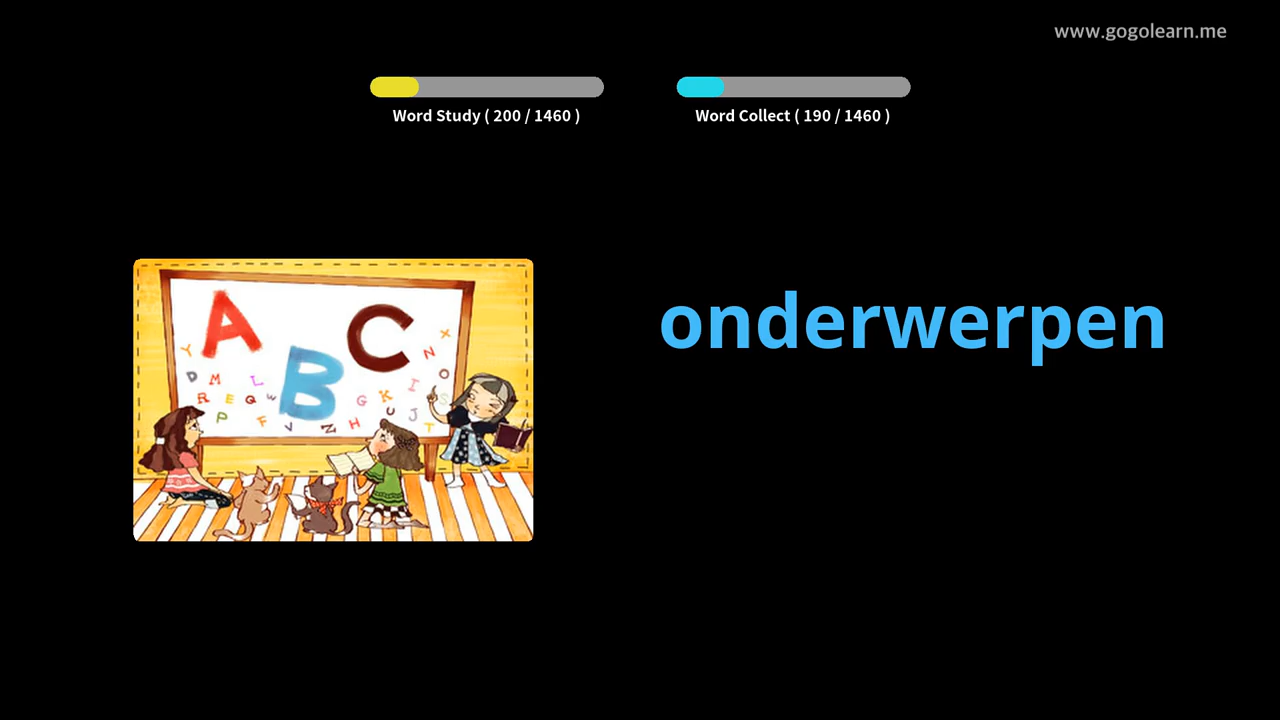 www.gogolearn.me
Word Study ( 200 / 1460 )
Word Collect ( 190 / 1460 )
onderwerpen
A
B
C
X
Y
N
D
M
L
O
R
E
Q
W
G
K
I
S
P
F
V
Z
H
U
J
T